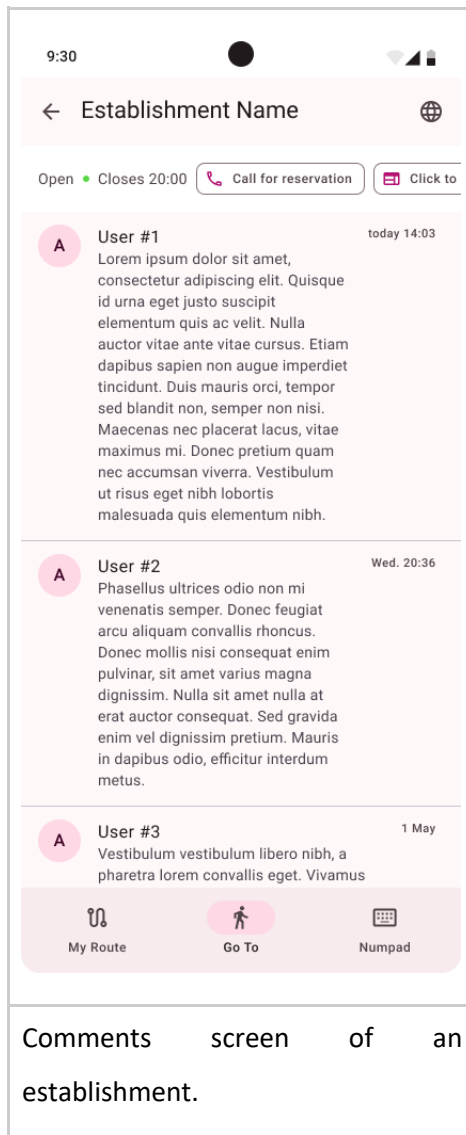 9:30
Establishment Name
Open • Closes 20:00 Call for reservation Click to
A User #1 today 14:03
Lorem ipsum dolor sit amet,
consectetur adipiscing elit. Quisque
id urna eget justo suscipit
elementum quis ac velit. Nulla
auctor vitae ante vitae cursus. Etiam
dapibus sapien non augue imperdiet
tincidunt. Duis mauris orci, tempor
sed blandit non, semper non nisi.
Maecenas nec placerat lacus, vitae
maximus mi. Donec pretium quam
nec accumsan viverra. Vestibulum
ut risus eget nibh lobortis
malesuada quis elementum nibh.
A User #2 Wed. 20:36
Phasellus ultrices odio non mi
venenatis semper. Donec feugiat
arcu aliquam convallis rhoncus.
Donec mollis nisi consequat enim
pulvinar, sit amet varius magna
dignissim. Nulla sit amet nulla at
erat auctor consequat. Sed gravida
enim vel dignissim pretium. Mauris
in dapibus odio, efficitur interdum
metus.
A User #3 1 May
Vestibulum vestibulum libero nibh, a
pharetra lorem convallis eget. Vivamus
My Route Go To Numpad
Comments screen of an
establishment.